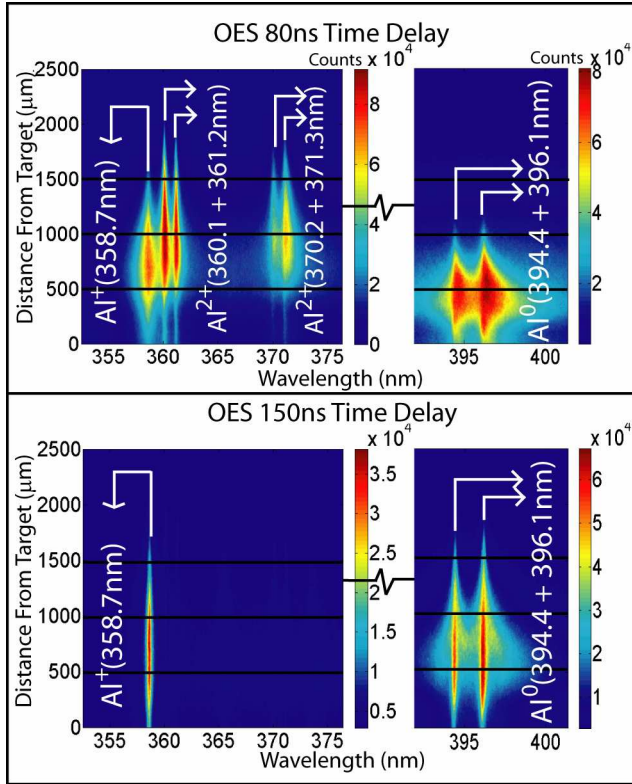 OES 80ns Time Delay
Counts x 10⁴
Counts x 10⁴
Distance From Target (μm)
2500
2000
1500
1000
500
0
Al⁺(358.7nm)
Al²⁺(360.1 + 361.2nm)
Al²⁺(370.2 + 371.3nm)
8
6
4
2
0
Al⁰(394.4 + 396.1nm)
8
7
6
5
4
3
2
1
355 360 365 370 375
395 400
Wavelength (nm)
OES 150ns Time Delay
x 10⁴
x 10⁴
Distance From Target (μm)
2500
2000
1500
1000
500
0
Al⁺(358.7nm)
3.5
3
2.5
2
1.5
1
0.5
Al⁰(394.4 + 396.1nm)
6
5
4
3
2
1
355 360 365 370 375
395 400
Wavelength (nm)